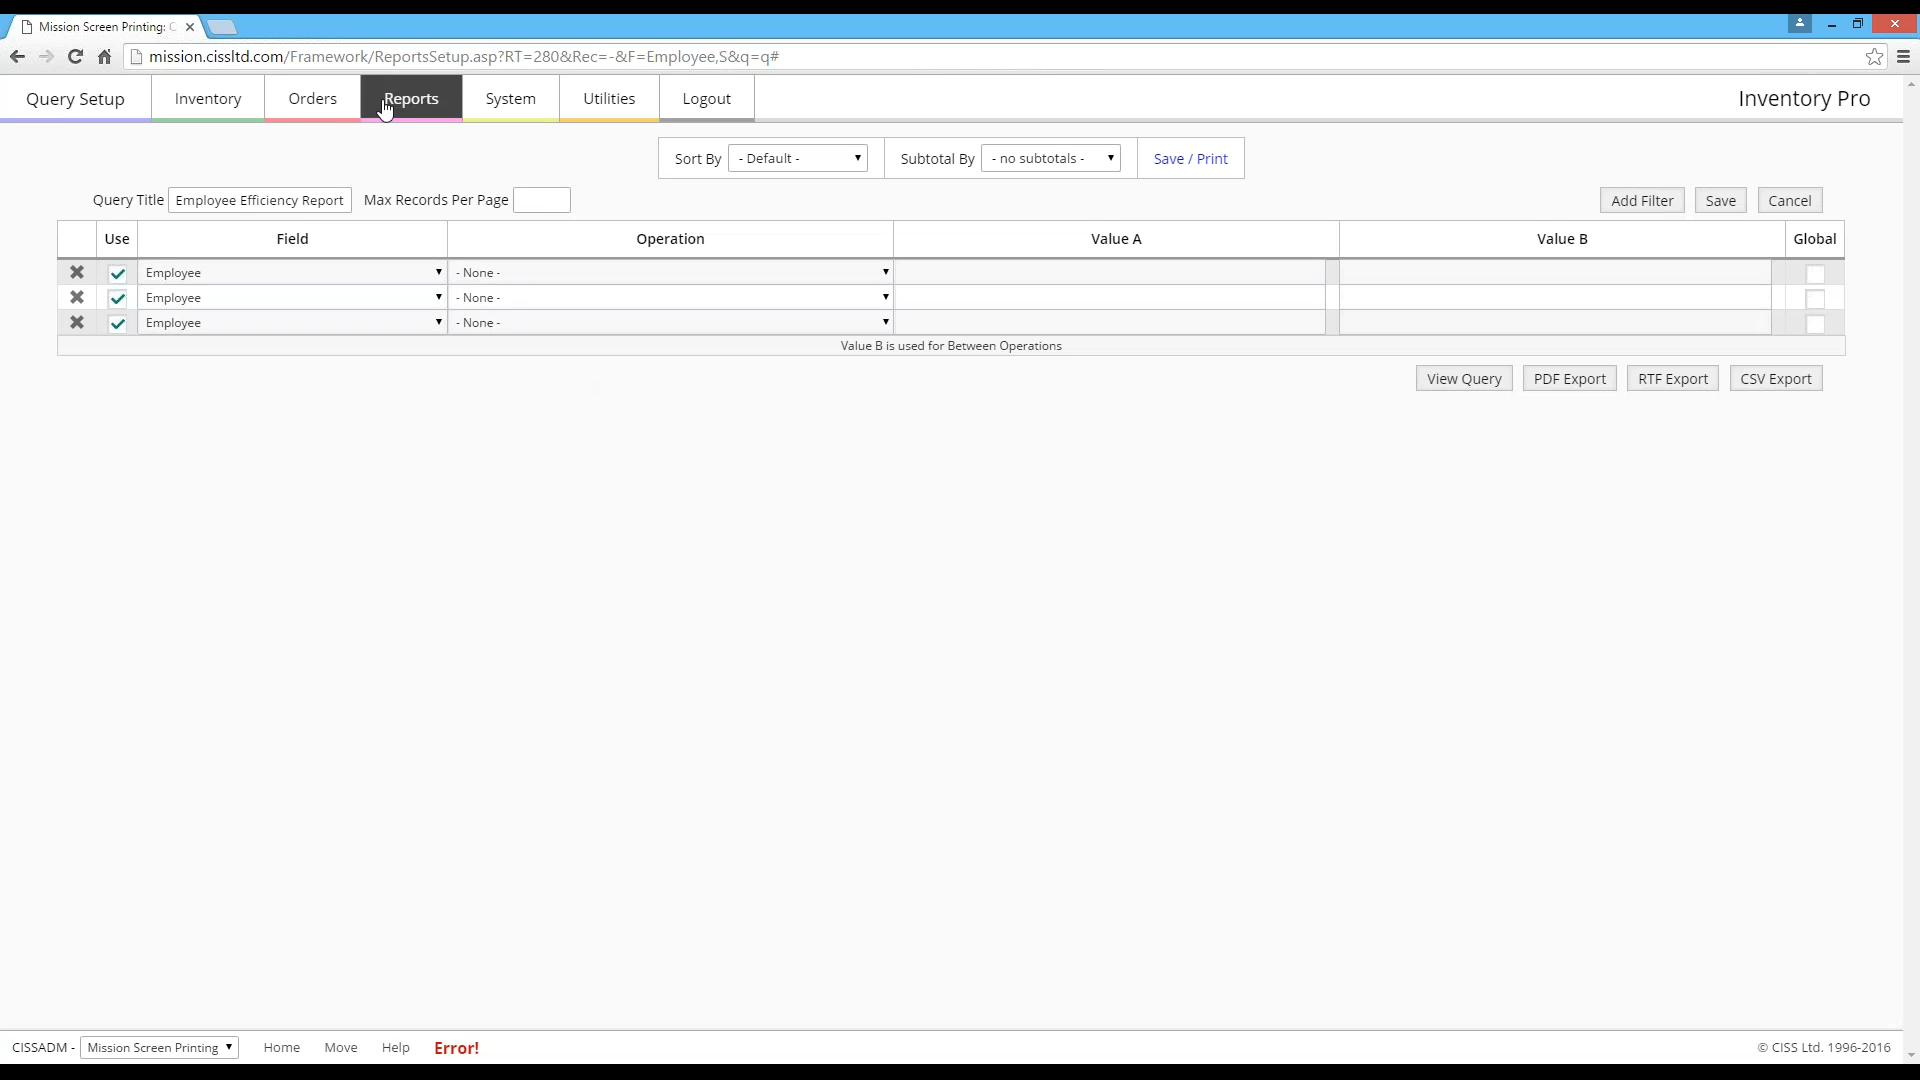 Mission Screen Printing: C
mission.cissltd.com/Framework/ReportsSetup.asp?RT=280&Rec=-&F=Employee,S&q=q#
Query Setup Inventory Orders Reports System Utilities Logout Inventory Pro
Sort By - Default - Subtotal By - no subtotals - Save / Print
Query Title Employee Efficiency Report Max Records Per Page Add Filter Save Cancel
Use Field Operation Value A Value B Global
Employee - None -
Employee - None -
Employee - None -
Value B is used for Between Operations
View Query PDF Export RTF Export CSV Export
CISSADM - Mission Screen Printing Home Move Help Error! © CISS Ltd. 1996-2016